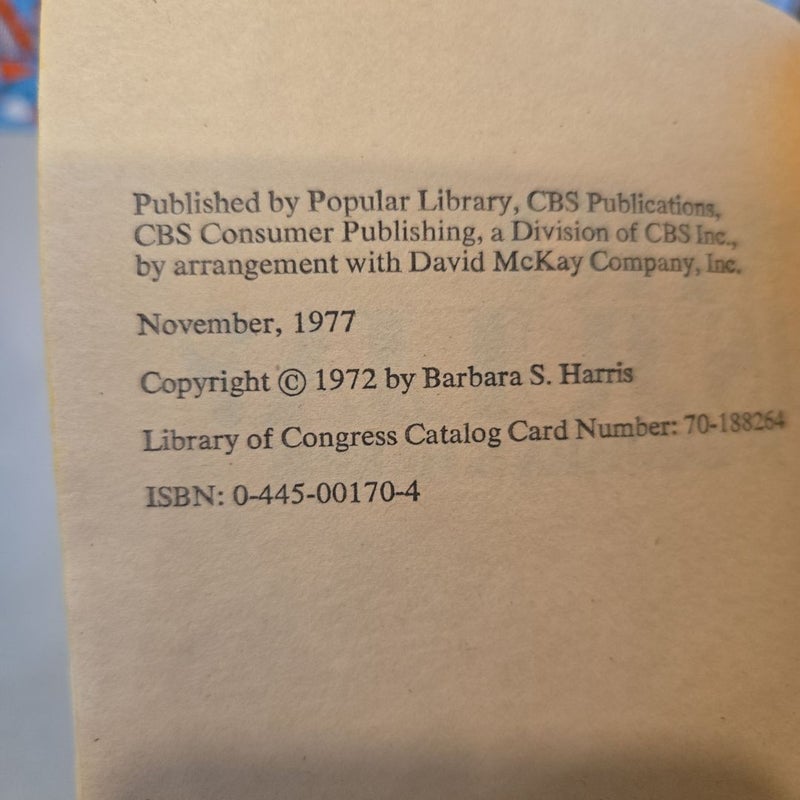 Published by Popular Library, CBS Publications,
CBS Consumer Publishing, a Division of CBS Inc.,
by arrangement with David McKay Company, Inc.
November, 1977
Copyright © 1972 by Barbara S. Harris
Library of Congress Catalog Card Number: 70-188264
ISBN: 0-445-00170-4